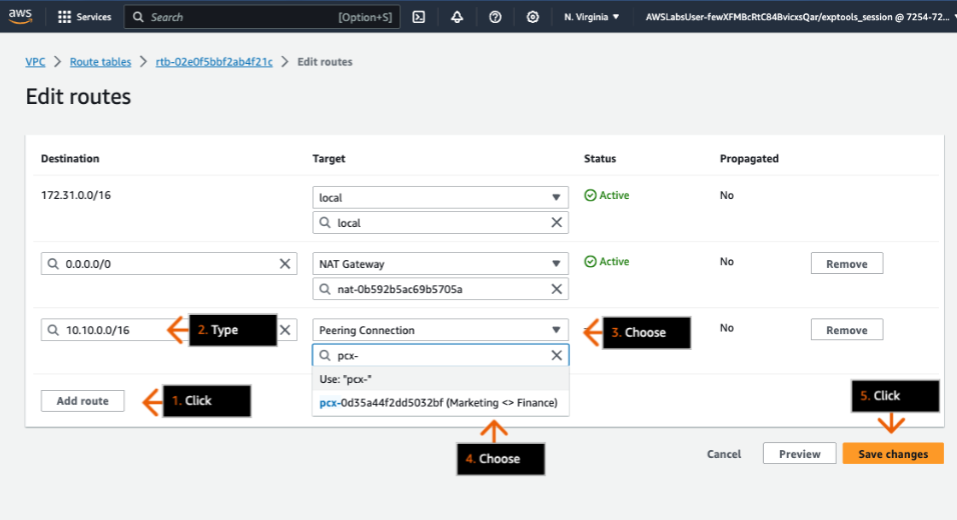 aws
Services
Search
[Option+S]
N. Virginia
AWSLabsUser-fewXFMBcRtC84BvicxsQar/exptools_session @ 7254-72...
VPC > Route tables > rtb-02e0f5bbf2ab4f21c > Edit routes
Edit routes
Destination Target Status Propagated
172.31.0.0/16 local Active No
local
0.0.0.0/0 NAT Gateway Active No Remove
nat-0b592b5ac69b5705a
10.10.0.0/16 2. Type Peering Connection 3. Choose No Remove
pcx-
Use: "pcx-"
pcx-0d35a44f2dd5032bf (Marketing <> Finance)
Add route 1. Click
5. Click
4. Choose
Cancel Preview Save changes